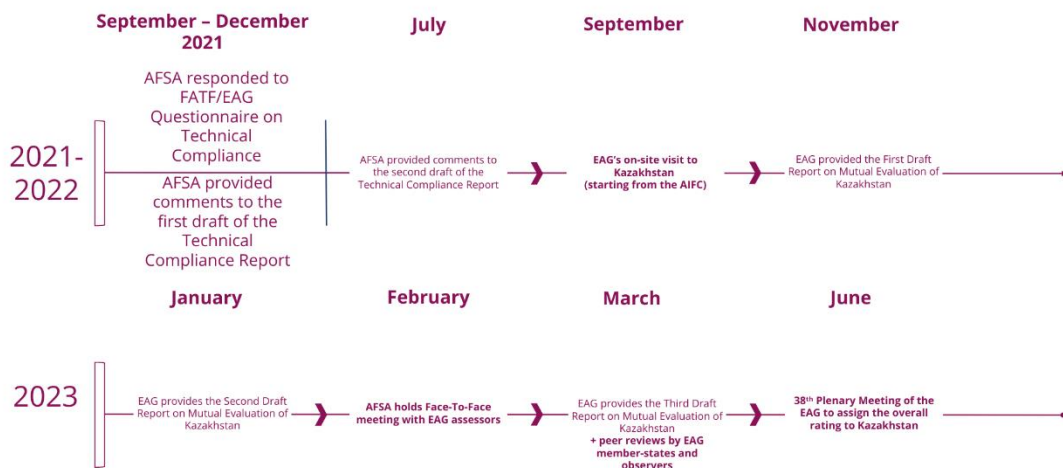 September – December
2021
July
September
November
2021-
2022
AFSA responded to
FATF/EAG
Questionnaire on
Technical
Compliance
AFSA provided
comments to the
first draft of the
Technical
Compliance Report
AFSA provided comments to
the second draft of the
Technical Compliance Report
EAG's on-site visit to
Kazakhstan
(starting from the AIFC)
EAG provided the First Draft
Report on Mutual Evaluation of
Kazakhstan
January
February
March
June
2023
EAG provides the Second Draft
Report on Mutual Evaluation of
Kazakhstan
AFSA holds Face-To-Face
meeting with EAG assessors
EAG provides the Third Draft
Report on Mutual Evaluation of
Kazakhstan
+ peer reviews by EAG
member-states and
observers
38th Plenary Meeting of the
EAG to assign the overall
rating to Kazakhstan